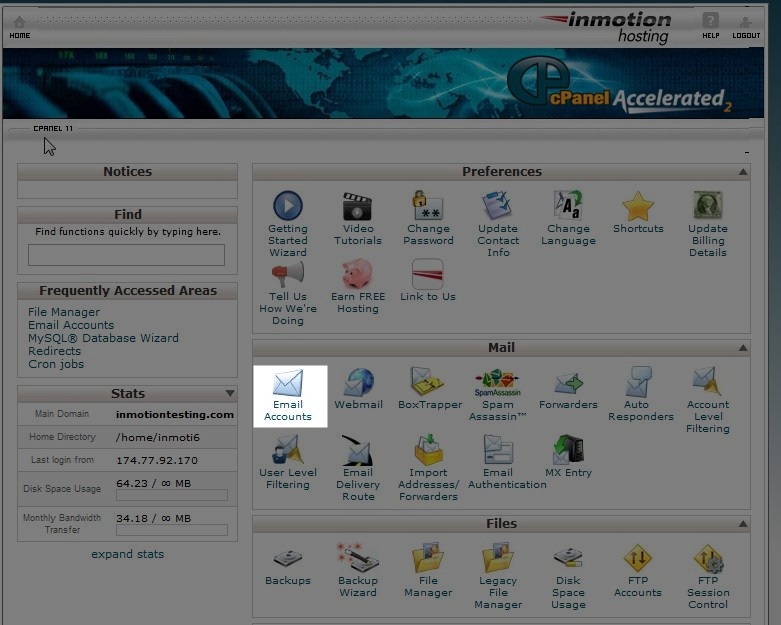 HOME
inmotion
hosting
HELP
LOGOUT
cPanel Accelerated2
CPANEL 11
Notices
Find
Find functions quickly by typing here.
Frequently Accessed Areas
File Manager
Email Accounts
MySQL® Database Wizard
Redirects
Cron jobs
Stats
Main Domain inmotiontesting.com
Home Directory /home/inmoti6
Last login from 174.77.92.170
Disk Space Usage 64.23 / ∞ MB
Monthly Bandwidth
Transfer
34.18 / ∞ MB
expand stats
Preferences
Getting
Started
Wizard
Video
Tutorials
Change
Password
Update
Contact
Info
Change
Language
Shortcuts
Update
Billing
Details
Tell Us
How We're
Doing
Earn FREE
Hosting
Link to Us
Mail
Email
Accounts
Webmail
BoxTrapper
SpamAssassin
Spam
Assassin™
Forwarders
Auto
Responders
Account
Level
Filtering
User Level
Filtering
Email
Delivery
Route
Import
Addresses/
Forwarders
Email
Authentication
MX Entry
Files
Backups
Backup
Wizard
File
Manager
Legacy
File
Manager
Disk
Space
Usage
FTP
Accounts
FTP
Session
Control